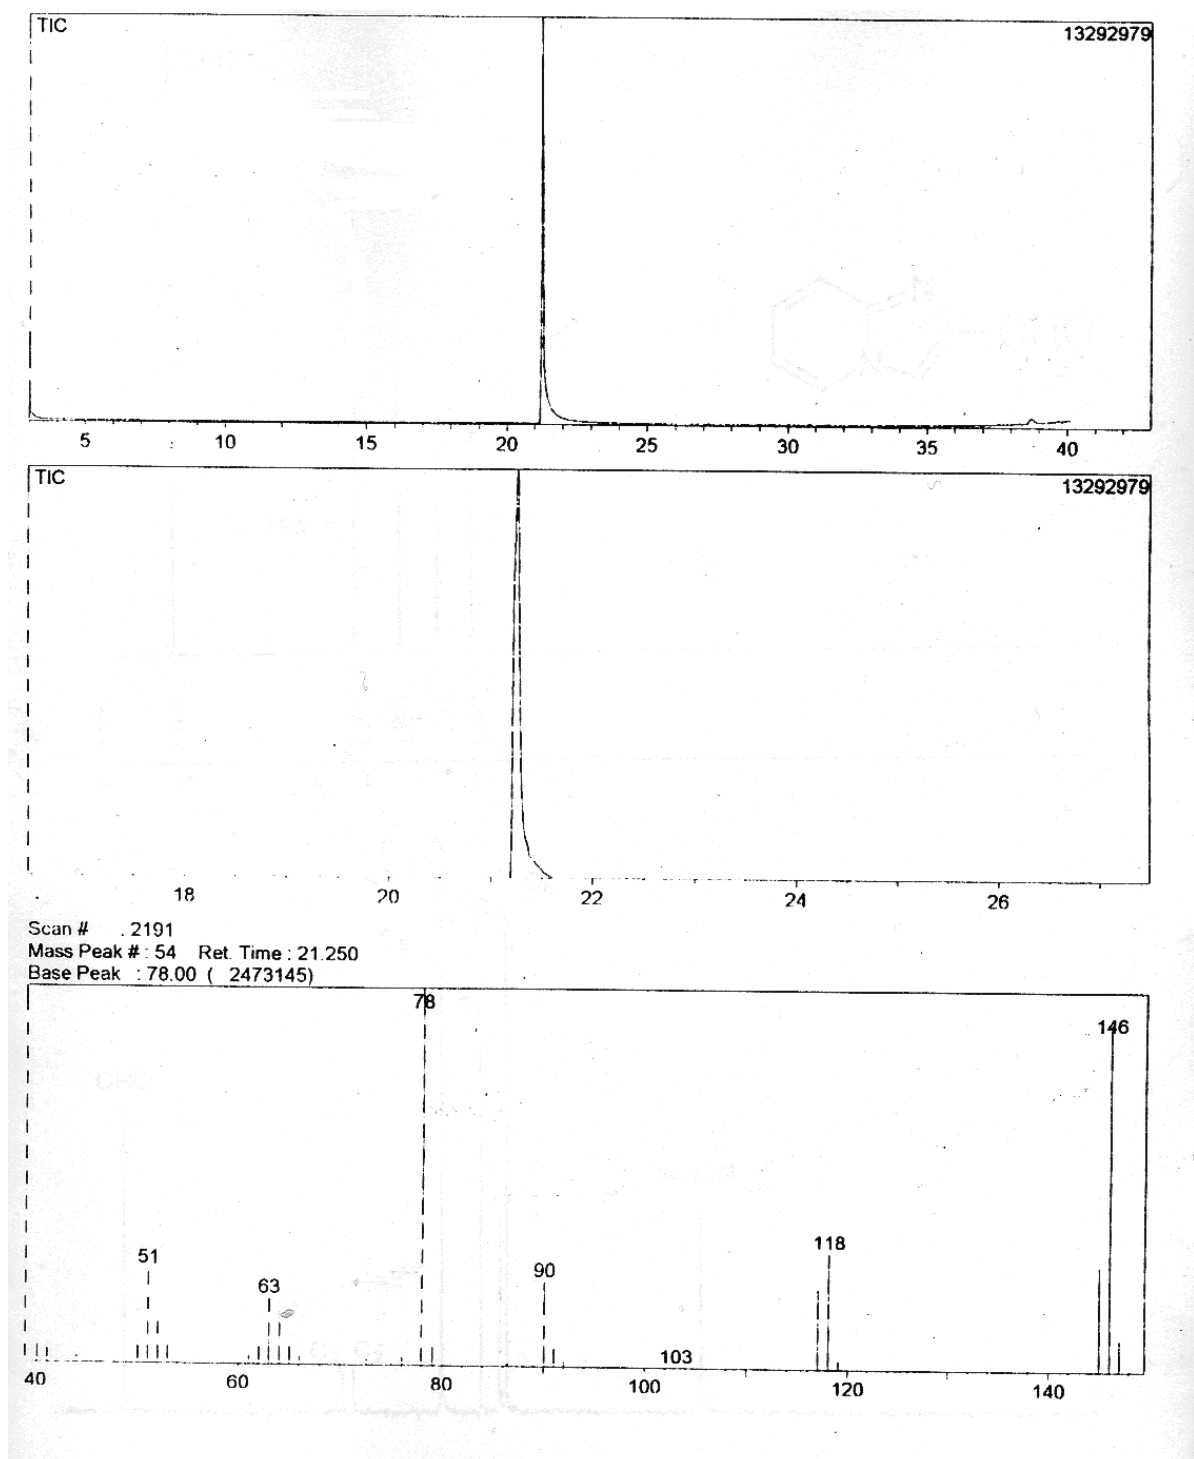 TIC 13292979
5 10 15 20 25 30 35 40
TIC 13292979
18 20 22 24 26
Scan # . 2191
Mass Peak # : 54 Ret. Time : 21.250
Base Peak : 78.00 ( 2473145)
78
146
118
51
90
63
103
40 60 80 100 120 140